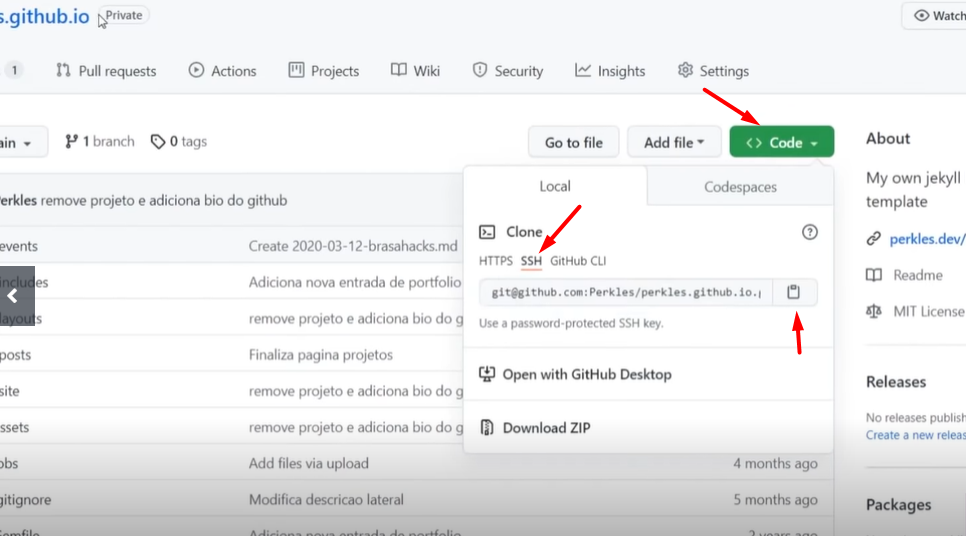 s.github.io Private
Watch
1 Pull requests Actions Projects Wiki Security Insights Settings
ain 1 branch 0 tags Go to file Add file <> Code
About
Local Codespaces
My own jekyll
template
erkles remove projeto e adiciona bio do github
Clone
perkles.dev/
events Create 2020-03-12-brasahacks.md
HTTPS SSH GitHub CLI
Readme
includes Adiciona nova entrada de portfolio
git@github.com:Perkles/perkles.github.io.
MIT License
layouts remove projeto e adiciona bio do g
Use a password-protected SSH key.
posts Finaliza pagina projetos
Open with GitHub Desktop
Releases
site remove projeto e adiciona bio do g
No releases publish
ssets remove projeto e adiciona bio do g
Download ZIP
Create a new releas
obs Add files via upload 4 months ago
gitignore Modifica descricao lateral 5 months ago
Packages
Gemfile Adiciona nova entrada de portfolio 2 years ago